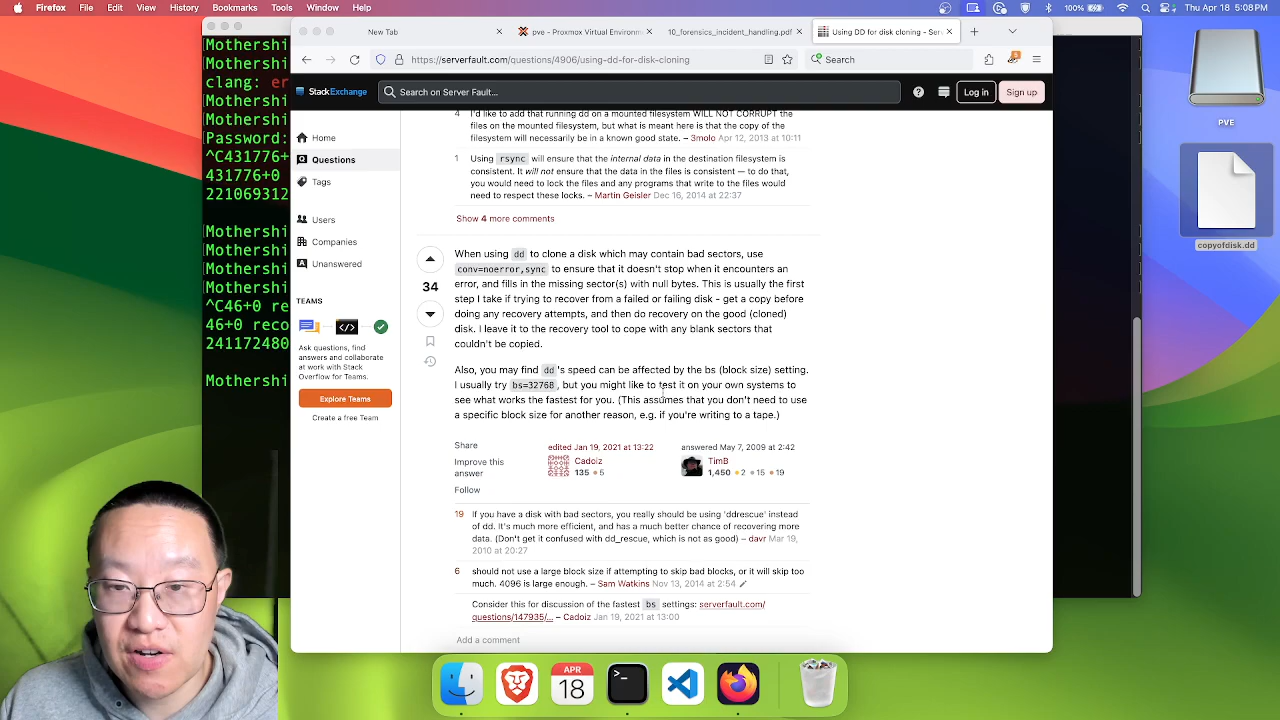 Firefox File Edit View History Bookmarks Tools Window Help 100% Thu Apr 18 5:08 PM
New Tab
pve - Proxmox Virtual Environme
10_forensics_incident_handling.pdf
Using DD for disk cloning - Serv
https://serverfault.com/questions/4906/using-dd-for-disk-cloning
Search
StackExchange
Search on Server Fault...
Log in
Sign up
Home
Questions
Tags
Users
Companies
Unanswered
TEAMS
Ask questions, find
answers and collaborate
at work with Stack
Overflow for Teams.
Explore Teams
Create a free Team
4 I'd like to add that running dd on a mounted filesystem WILL NOT CORRUPT the
files on the mounted filesystem, but what is meant here is that the copy of the
filesystem will necessarily be in a known good state. – 3molo Apr 12, 2013 at 10:11
1 Using rsync will ensure that the internal data in the destination filesystem is
consistent. It will not ensure that the data in the files is consistent — to do that,
you would need to lock the files and any programs that write to the files would
need to respect these locks. – Martin Geisler Dec 16, 2014 at 22:37
Show 4 more comments
34
When using dd to clone a disk which may contain bad sectors, use
conv=noerror,sync to ensure that it doesn't stop when it encounters an
error, and fills in the missing sector(s) with null bytes. This is usually the first
step I take if trying to recover from a failed or failing disk - get a copy before
doing any recovery attempts, and then do recovery on the good (cloned)
disk. I leave it to the recovery tool to cope with any blank sectors that
couldn't be copied.
Also, you may find dd's speed can be affected by the bs (block size) setting.
I usually try bs=32768, but you might like to test it on your own systems to
see what works the fastest for you. (This assumes that you don't need to use
a specific block size for another reason, e.g. if you're writing to a tape.)
Share
Improve this
answer
Follow
edited Jan 19, 2021 at 13:22
Cadoiz
135 5
answered May 7, 2009 at 2:42
TimB
1,450 2 15 19
19 If you have a disk with bad sectors, you really should be using 'ddrescue' instead
of dd. It's much more efficient, and has a much better chance of recovering more
data. (Don't get it confused with dd_rescue, which is not as good) – davr Mar 19,
2010 at 20:27
6 should not use a large block size if attempting to skip bad blocks, or it will skip too
much. 4096 is large enough. – Sam Watkins Nov 13, 2014 at 2:54
Consider this for discussion of the fastest bs settings: serverfault.com/
questions/147935/... – Cadoiz Jan 19, 2021 at 13:00
Add a comment
Mothershi
Mothershi
clang: er
Mothershi
Mothershi
Password:
^C431776+
431776+0
221069312
Mothershi
Mothershi
Mothershi
Mothershi
^C46+0 re
46+0 reco
241172480
Mothershi
PVE
copyofdisk.dd
APR
18